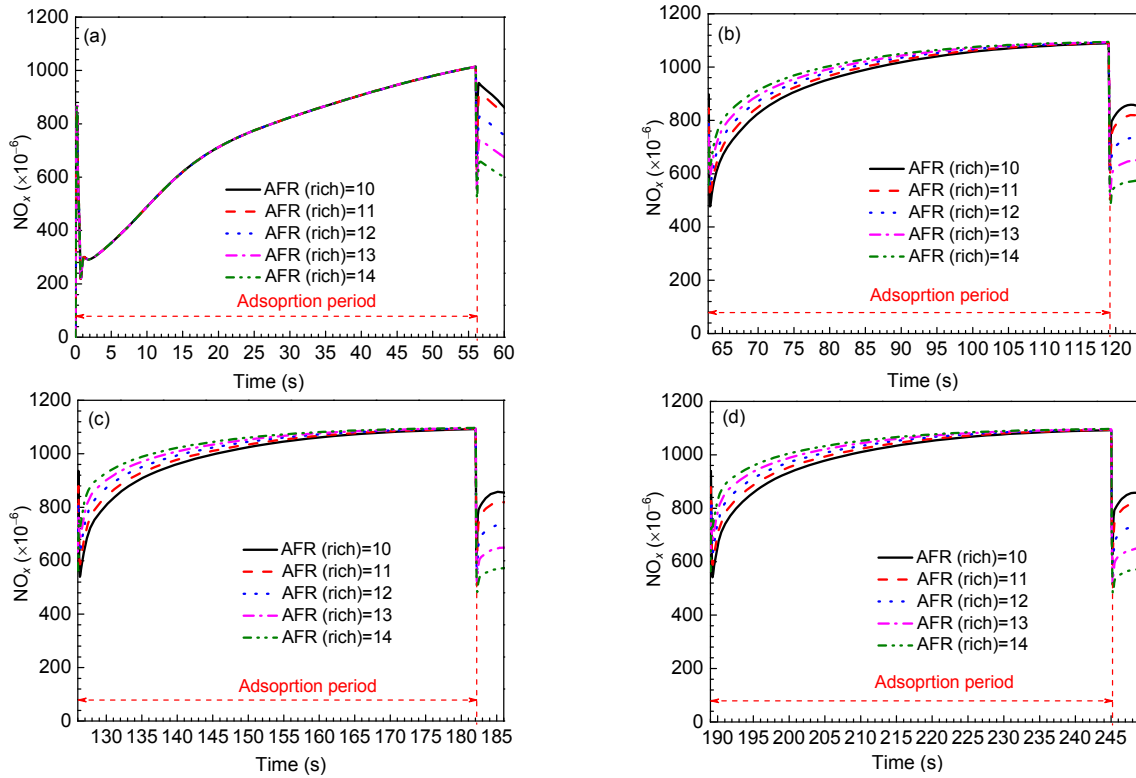 (a)
NOx (×10-6)
1200
1000
800
600
400
200
0
AFR (rich)=10
AFR (rich)=11
AFR (rich)=12
AFR (rich)=13
AFR (rich)=14
Adsoprtion period
0 5 10 15 20 25 30 35 40 45 50 55 60
Time (s)
(b)
NOx (×10-6)
1200
1000
800
600
400
200
0
AFR (rich)=10
AFR (rich)=11
AFR (rich)=12
AFR (rich)=13
AFR (rich)=14
Adsoprtion period
65 70 75 80 85 90 95 100 105 110 115 120
Time (s)
(c)
NOx (×10-6)
1200
1000
800
600
400
200
0
AFR (rich)=10
AFR (rich)=11
AFR (rich)=12
AFR (rich)=13
AFR (rich)=14
Adsoprtion period
130 135 140 145 150 155 160 165 170 175 180 185
Time (s)
(d)
NOx (×10-6)
1200
1000
800
600
400
200
0
AFR (rich)=10
AFR (rich)=11
AFR (rich)=12
AFR (rich)=13
AFR (rich)=14
Adsoprtion period
190 195 200 205 210 215 220 225 230 235 240 245
Time (s)